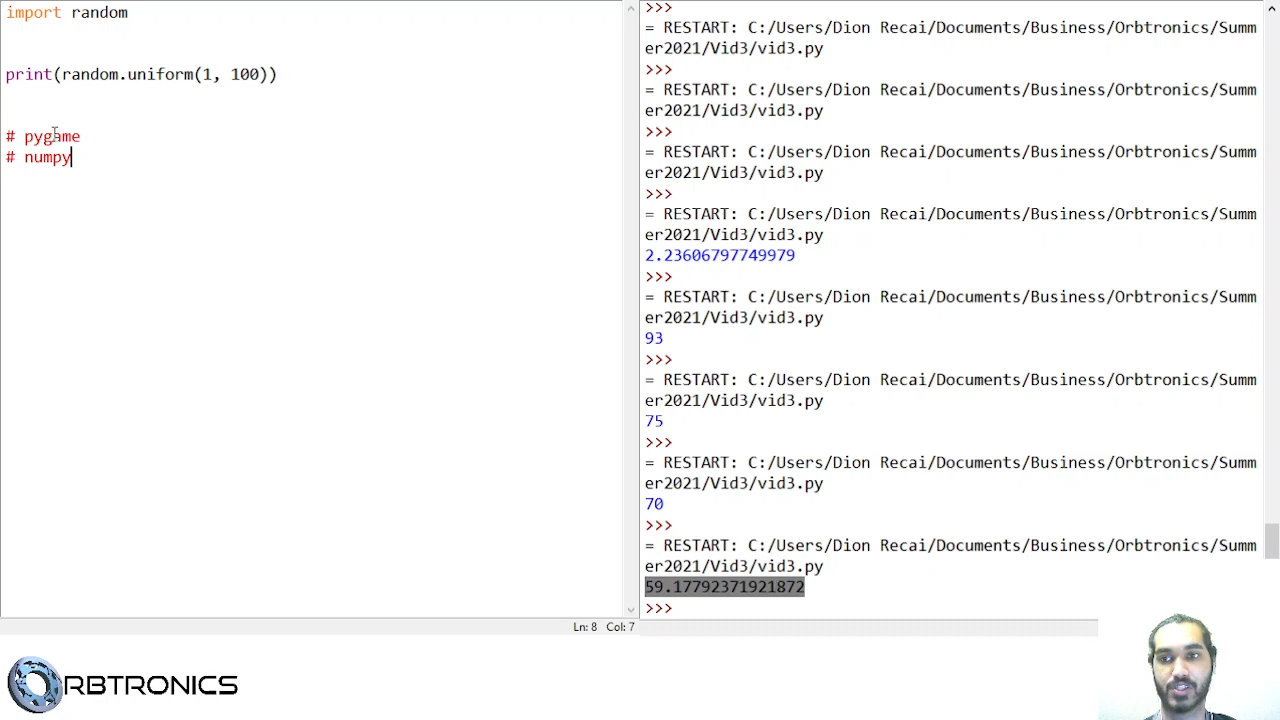 import random
print(random.uniform(1, 100))
# pygame
# numpy
>>>
= RESTART: C:/Users/Dion Recai/Documents/Business/Orbtronics/Summ
er2021/Vid3/vid3.py
>>>
= RESTART: C:/Users/Dion Recai/Documents/Business/Orbtronics/Summ
er2021/Vid3/vid3.py
>>>
= RESTART: C:/Users/Dion Recai/Documents/Business/Orbtronics/Summ
er2021/Vid3/vid3.py
>>>
= RESTART: C:/Users/Dion Recai/Documents/Business/Orbtronics/Summ
er2021/Vid3/vid3.py
2.23606797749979
>>>
= RESTART: C:/Users/Dion Recai/Documents/Business/Orbtronics/Summ
er2021/Vid3/vid3.py
93
>>>
= RESTART: C:/Users/Dion Recai/Documents/Business/Orbtronics/Summ
er2021/Vid3/vid3.py
75
>>>
= RESTART: C:/Users/Dion Recai/Documents/Business/Orbtronics/Summ
er2021/Vid3/vid3.py
70
>>>
= RESTART: C:/Users/Dion Recai/Documents/Business/Orbtronics/Summ
er2021/Vid3/vid3.py
59.17792371921872
>>>
Ln: 8 Col: 7
ORBTRONICS